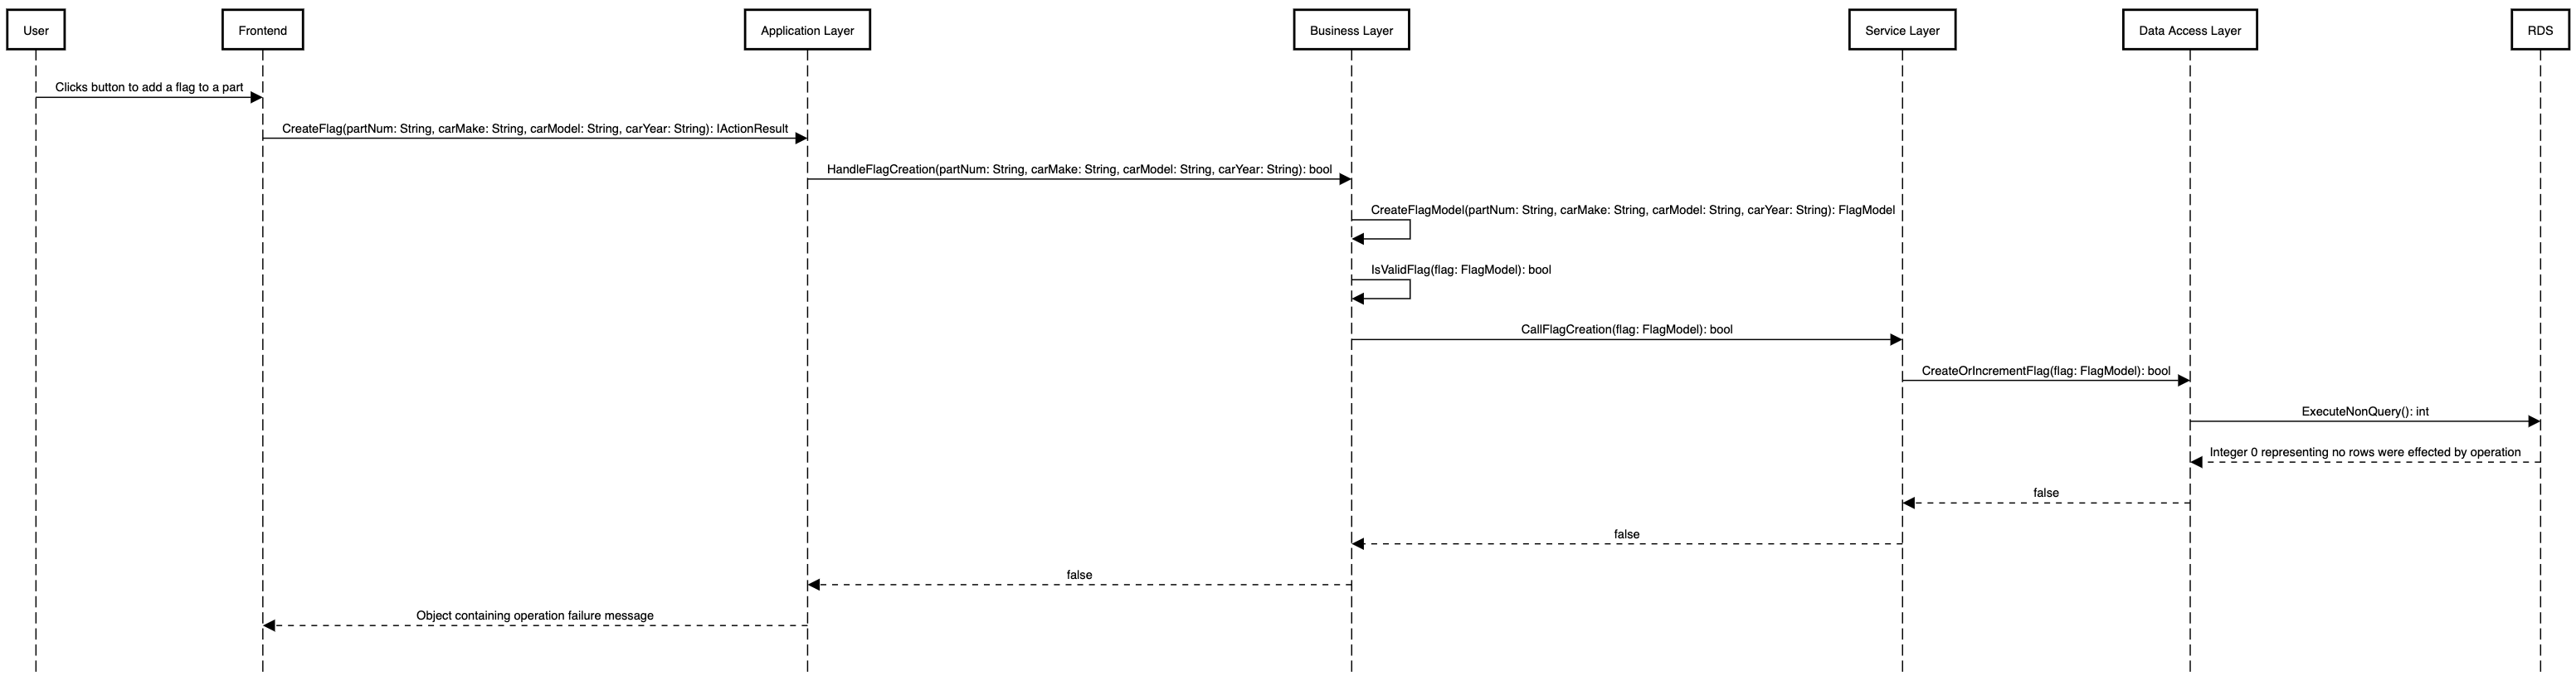 User
Frontend
Application Layer
Business Layer
Service Layer
Data Access Layer
RDS
Clicks button to add a flag to a part
CreateFlag(partNum: String, carMake: String, carModel: String, carYear: String): IActionResult
HandleFlagCreation(partNum: String, carMake: String, carModel: String, carYear: String): bool
CreateFlagModel(partNum: String, carMake: String, carModel: String, carYear: String): FlagModel
IsValidFlag(flag: FlagModel): bool
CallFlagCreation(flag: FlagModel): bool
CreateOrIncrementFlag(flag: FlagModel): bool
ExecuteNonQuery(): int
Integer 0 representing no rows were effected by operation
false
false
false
Object containing operation failure message